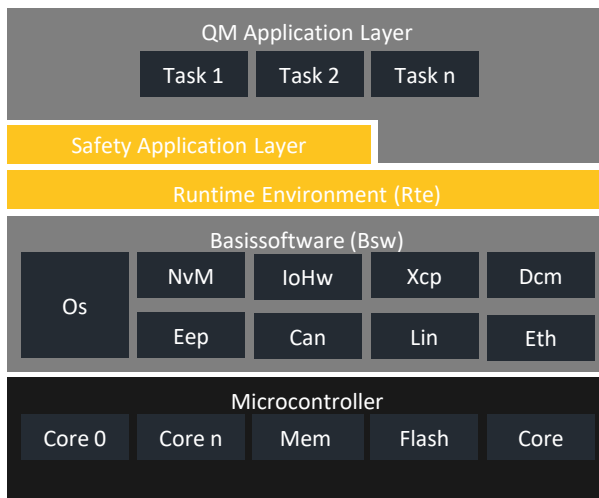 QM Application Layer
Task 1 Task 2 Task n
Safety Application Layer
Runtime Environment (Rte)
Basissoftware (Bsw)
Os
NvM IoHw Xcp Dcm
Eep Can Lin Eth
Microcontroller
Core 0 Core n Mem Flash Core